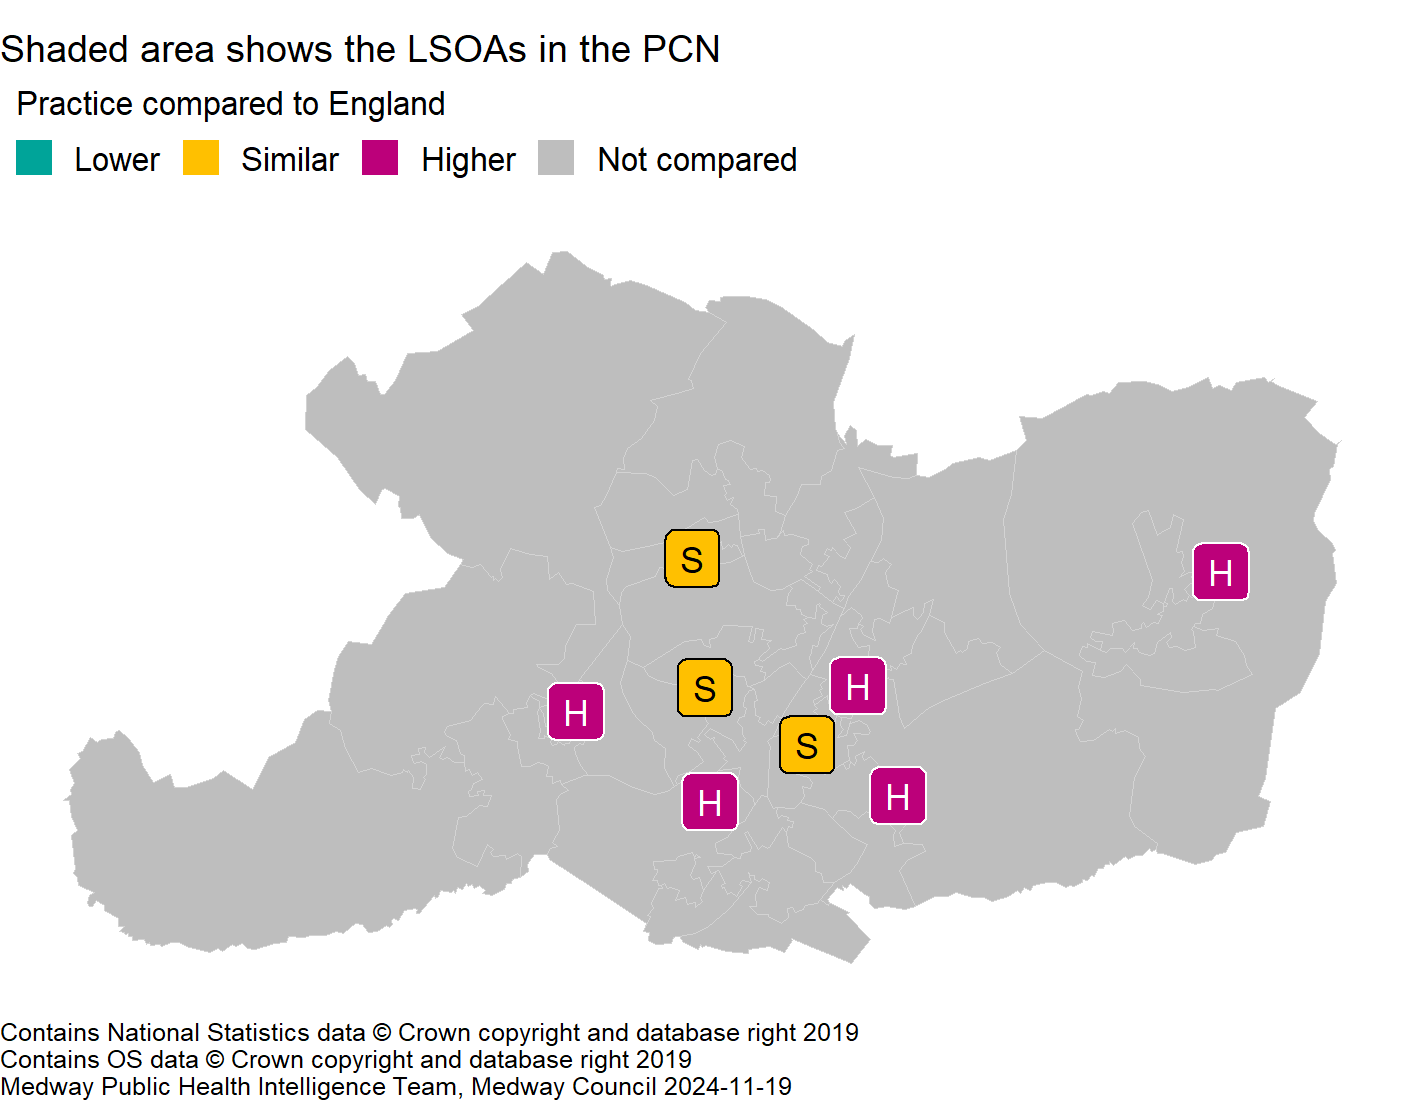 Shaded area shows the LSOAs in the PCN
Practice compared to England
Lower Similar Higher Not compared
S
H
S
H
H
S
H
H
Contains National Statistics data © Crown copyright and database right 2019
Contains OS data © Crown copyright and database right 2019
Medway Public Health Intelligence Team, Medway Council 2024-11-19